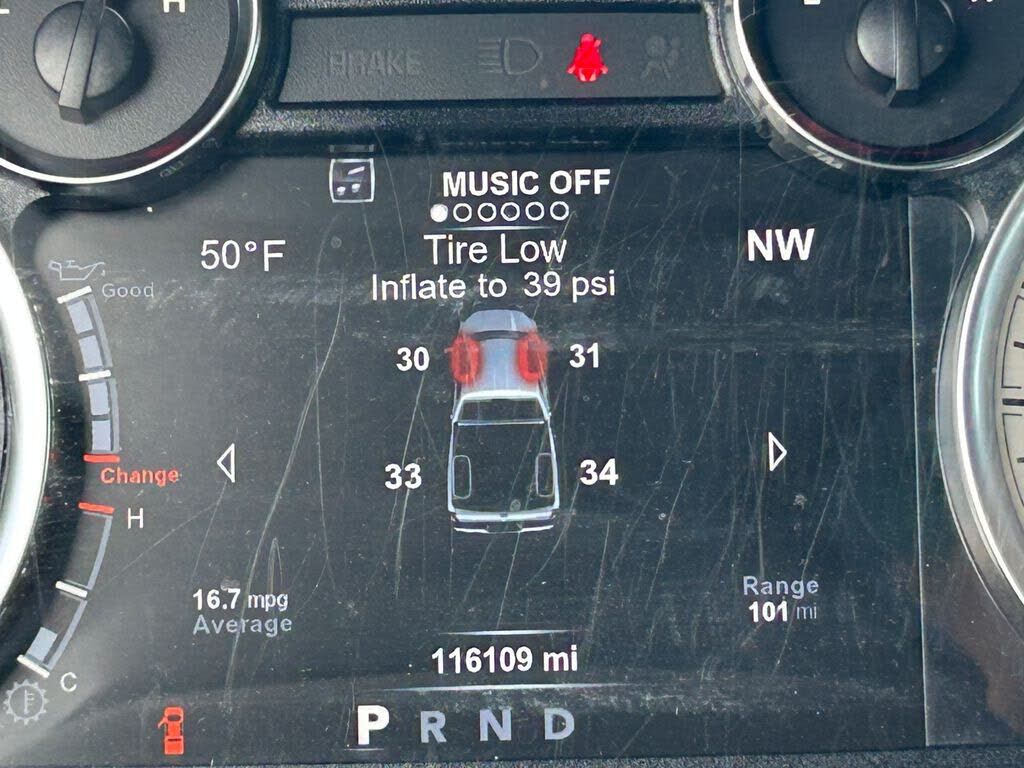 H
BRAKE
MUSIC OFF
50°F
Tire Low
NW
Inflate to 39 psi
Good
30
31
33
34
Change
H
16.7 mpg
Average
Range
101 mi
116109 mi
C
P R N D